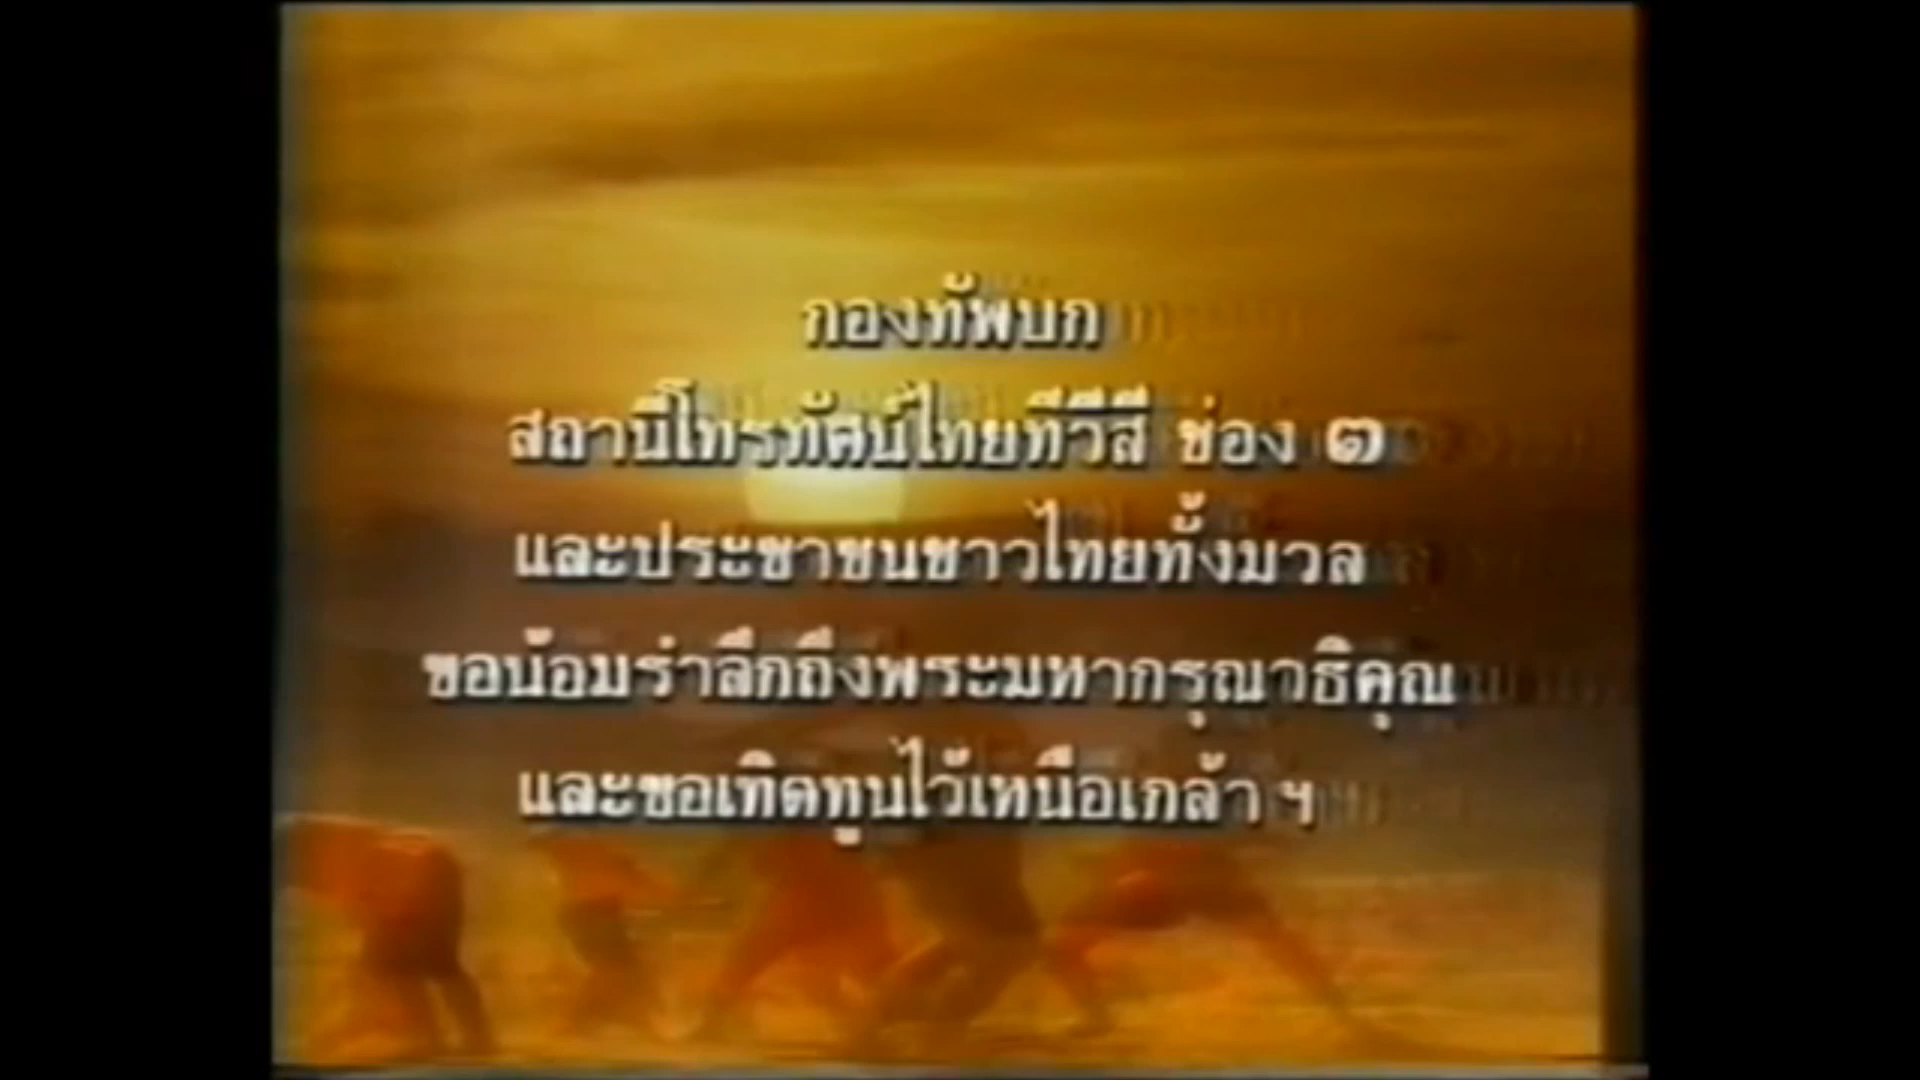 กองทัพบก
สถานีโทรทัศน์ไทยทีวีสี ช่อง ๓
และประชาชนชาวไทยทั้งมวล
ขอน้อมรำลึกถึงพระมหากรุณาธิคุณ
และขอเทิดทูนไว้เหนือเกล้า ฯ